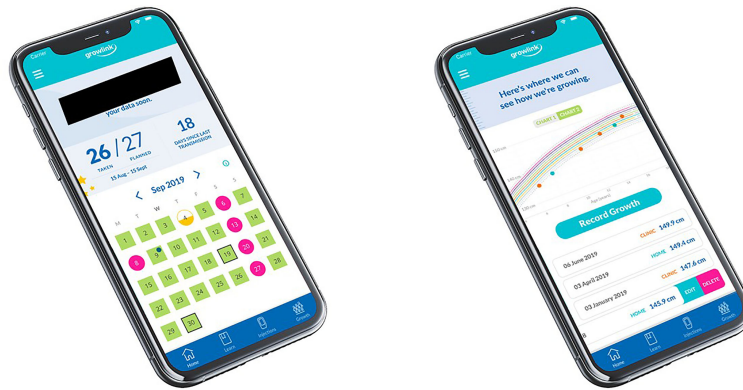 Carrier
growlink
your data soon.
26/27
TAKEN PLANNED
15 Aug - 15 Sept
18
DAYS SINCE LAST
TRANSMISSION
Sep 2019
M T W T F S S
1 2 3 4 5 6 7
8 9 10 11 12 13 14
15 16 17 18 19 20 21
22 23 24 25 26 27 28
29 30
Home Learn Injections Growth
Carrier
growlink
Here's where we can
see how we're growing.
CHART 1 CHART 2
Record Growth
06 June 2019 CLINIC 149.9 cm
03 April 2019 HOME 149.4 cm
03 January 2019 CLINIC 147.6 cm
HOME 145.9 cm EDIT DELETE
Home Learn Injections Growth